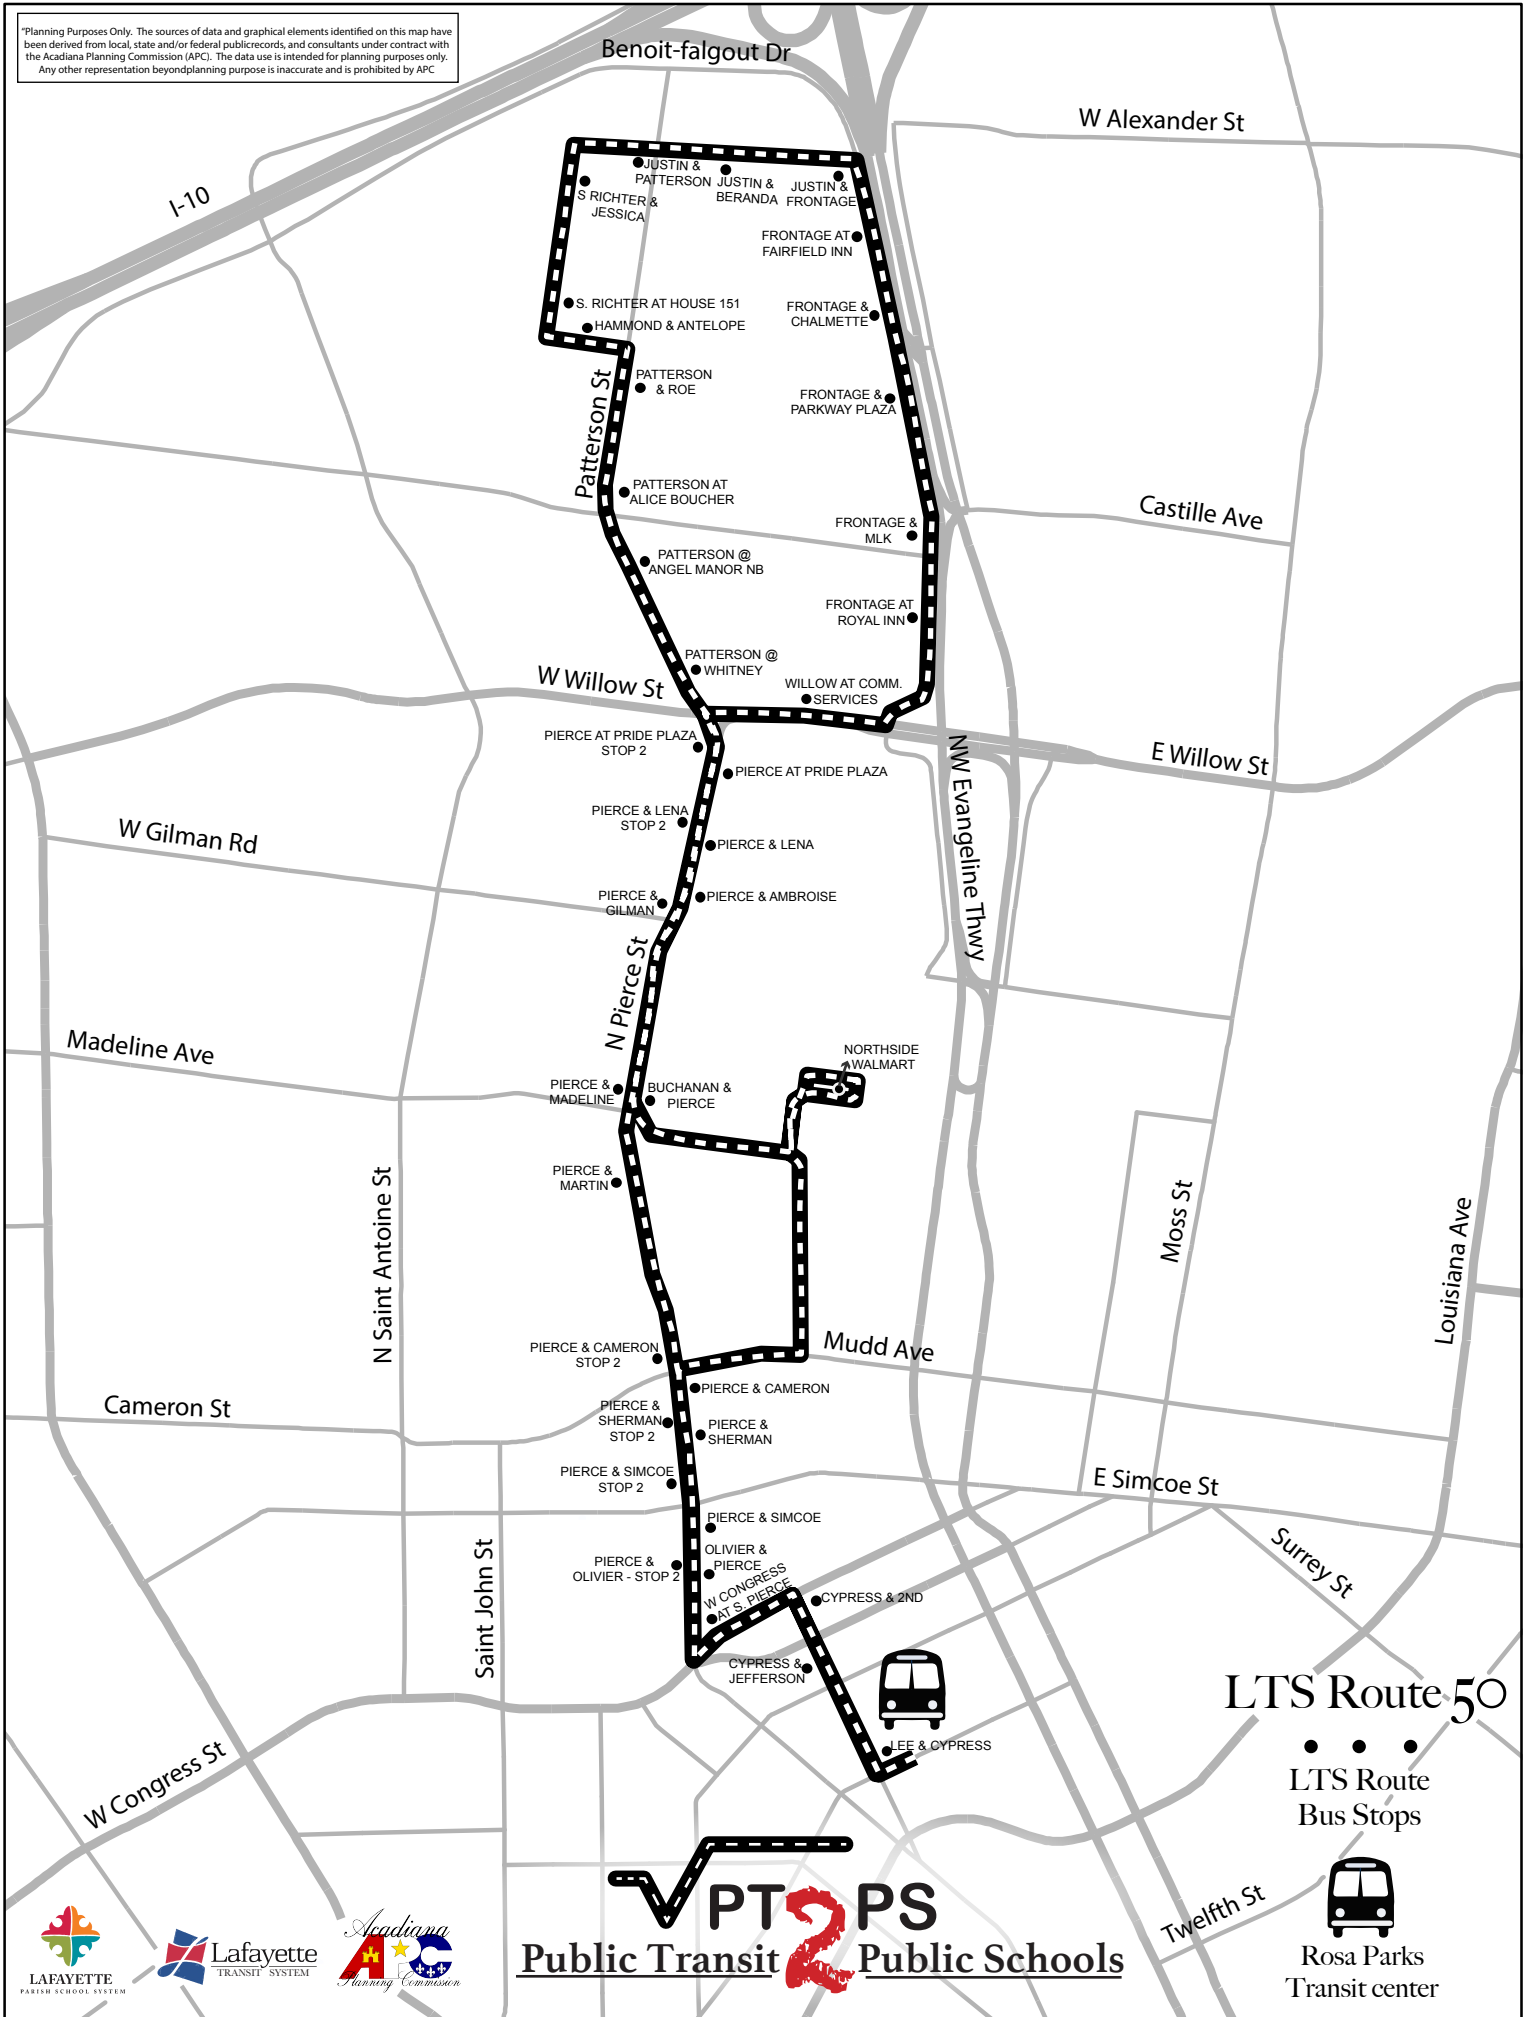 "Planning Purposes Only. The sources of data and graphical elements identified on this map have
been derived from local, state and/or federal publicrecords, and consultants under contract with
the Acadiana Planning Commission (APC). The data use is intended for planning purposes only.
Any other representation beyondplanning purpose is inaccurate and is prohibited by APC
Benoit-falgout Dr
W Alexander St
I-10
JUSTIN &
PATTERSON
JUSTIN &
BERANDA
JUSTIN &
FRONTAGE
S RICHTER &
JESSICA
FRONTAGE AT
FAIRFIELD INN
S. RICHTER AT HOUSE 151
HAMMOND & ANTELOPE
FRONTAGE &
CHALMETTE
PATTERSON
& ROE
FRONTAGE &
PARKWAY PLAZA
Patterson St
PATTERSON AT
ALICE BOUCHER
Castille Ave
FRONTAGE &
MLK
PATTERSON @
ANGEL MANOR NB
FRONTAGE AT
ROYAL INN
PATTERSON @
WHITNEY
W Willow St
WILLOW AT COMM.
SERVICES
PIERCE AT PRIDE PLAZA
STOP 2
E Willow St
PIERCE AT PRIDE PLAZA
NW Evangeline Thwy
PIERCE & LENA
STOP 2
W Gilman Rd
PIERCE & LENA
PIERCE &
GILMAN
PIERCE & AMBROISE
N Pierce St
Madeline Ave
NORTHSIDE
WALMART
PIERCE &
MADELINE
BUCHANAN &
PIERCE
PIERCE &
MARTIN
N Saint Antoine St
Moss St
Louisiana Ave
PIERCE & CAMERON
STOP 2
Mudd Ave
PIERCE & CAMERON
Cameron St
PIERCE &
SHERMAN
STOP 2
PIERCE &
SHERMAN
PIERCE & SIMCOE
STOP 2
E Simcoe St
PIERCE & SIMCOE
OLIVIER &
PIERCE
PIERCE &
OLIVIER - STOP 2
Surrey St
W CONGRESS
AT S. PIERCE
CYPRESS & 2ND
Saint John St
CYPRESS &
JEFFERSON
LEE & CYPRESS
W Congress St
LTS Route 50
LTS Route
Bus Stops
Twelfth St
Rosa Parks
Transit center
PT2PS
Public Transit 2 Public Schools
LAFAYETTE
PARISH SCHOOL SYSTEM
Lafayette
TRANSIT SYSTEM
Acadiana
APC
Planning Commission